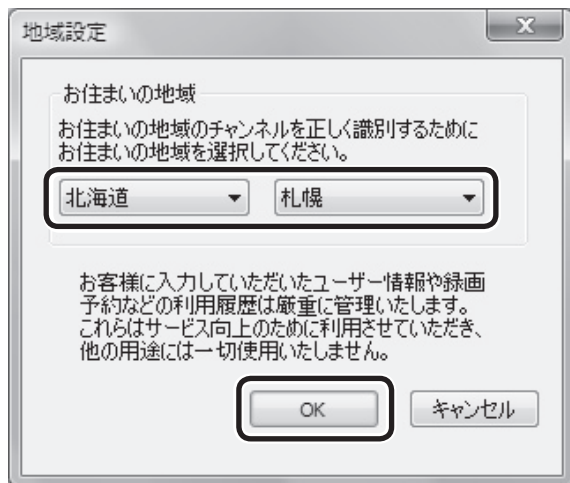 地域設定
お住まいの地域
お住まいの地域のチャンネルを正しく識別するために
お住まいの地域を選択してください。
北海道 札幌
お客様に入力していただいたユーザー情報や録画
予約などの利用履歴は厳重に管理いたします。
これらはサービス向上のために利用させていただき、
他の用途には一切使用いたしません。
OK キャンセル